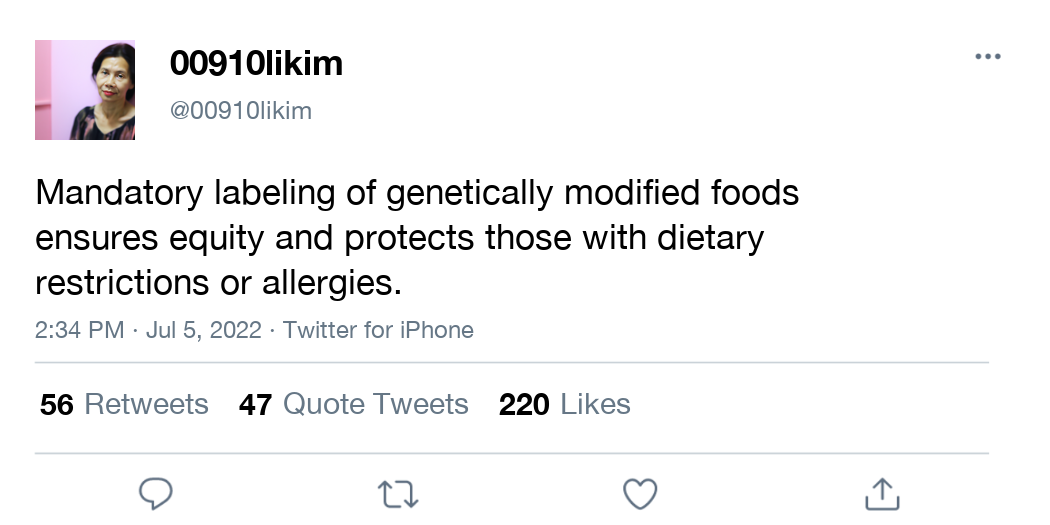 00910likim
@00910likim
Mandatory labeling of genetically modified foods
ensures equity and protects those with dietary
restrictions or allergies.
2:34 PM · Jul 5, 2022 · Twitter for iPhone
56 Retweets 47 Quote Tweets 220 Likes